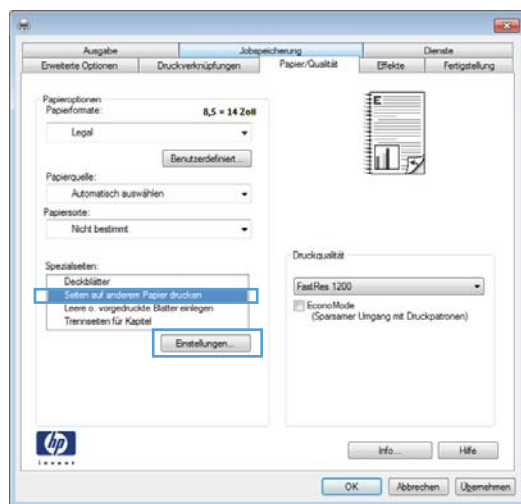 Ausgabe Jobspeicherung Dienste
Erweiterte Optionen Druckverknüpfungen Papier/Qualität Effekte Fertigstellung
Papieroptionen
Papierformate: 8,5 × 14 Zoll
Legal
Benutzerdefiniert...
Papierquelle:
Automatisch auswählen
Papiersorte:
Nicht bestimmt
Spezialseiten:
Deckblätter
Seiten auf anderem Papier drucken
Leere o. vorgedruckte Blätter einlegen
Trennseiten für Kapitel
Einstellungen...
Druckqualität
FastRes 1200
EconoMode
(Sparsamer Umgang mit Druckpatronen)
E
hp
invent
Info...
Hilfe
OK
Abbrechen
Übernehmen